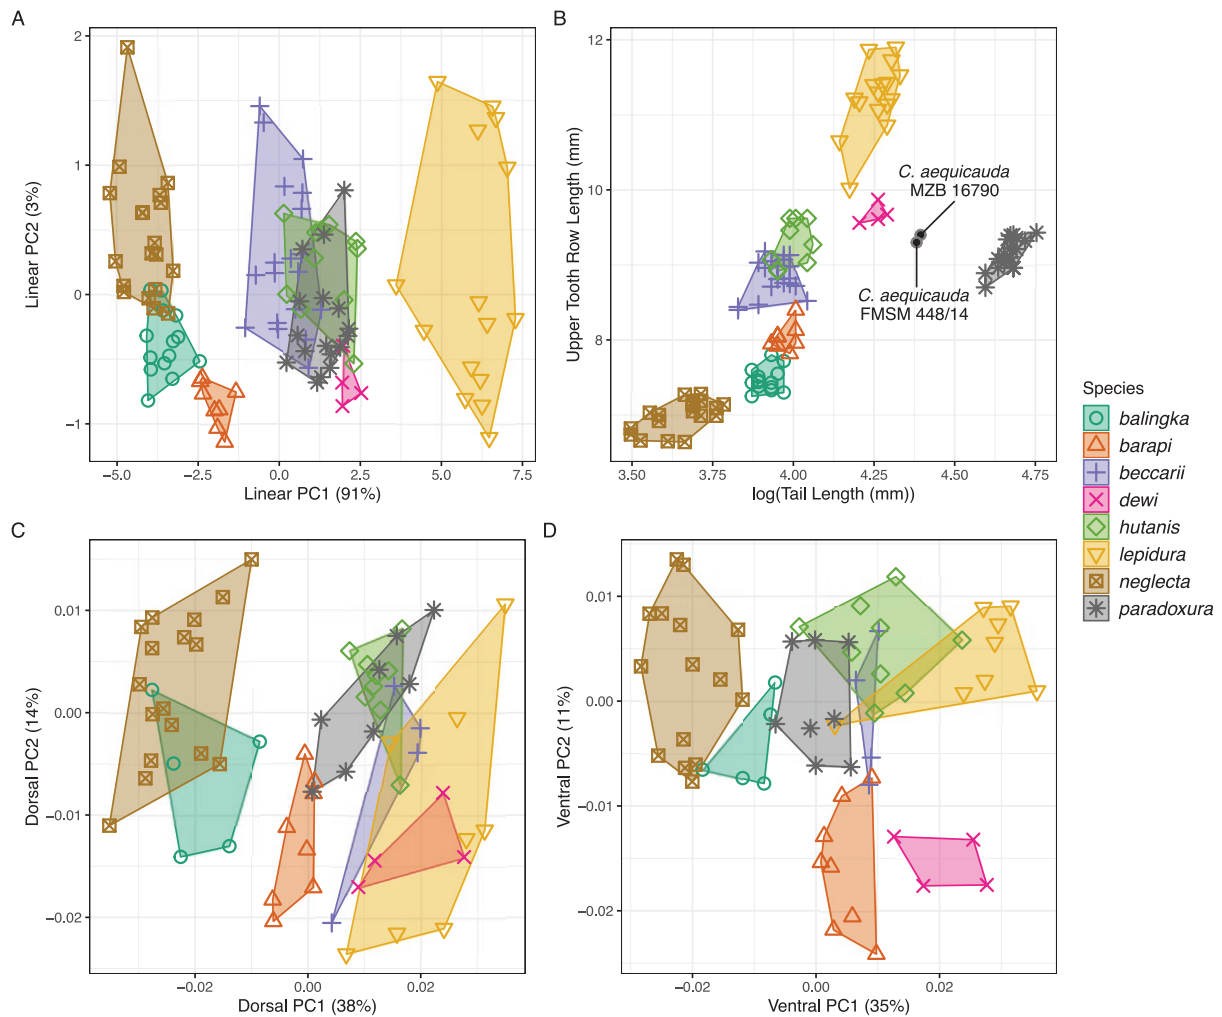 A
2
1
0
−1
−5.0
−2.5
0.0
2.5
5.0
7.5
Linear PC1 (91%)
Linear PC2 (3%)
B
12
10
8
3.50
3.75
4.00
4.25
4.50
4.75
log(Tail Length (mm))
Upper Tooth Row Length (mm)
C. aequicauda
MZB 16790
C. aequicauda
FMSM 448/14
C
0.01
0.00
−0.01
−0.02
−0.02
0.00
0.02
Dorsal PC1 (38%)
Dorsal PC2 (14%)
D
0.01
0.00
−0.01
−0.02
−0.02
0.00
0.02
Ventral PC1 (35%)
Ventral PC2 (11%)
Species
balingka
barapi
beccarii
dewi
hutanis
lepidura
neglecta
paradoxura